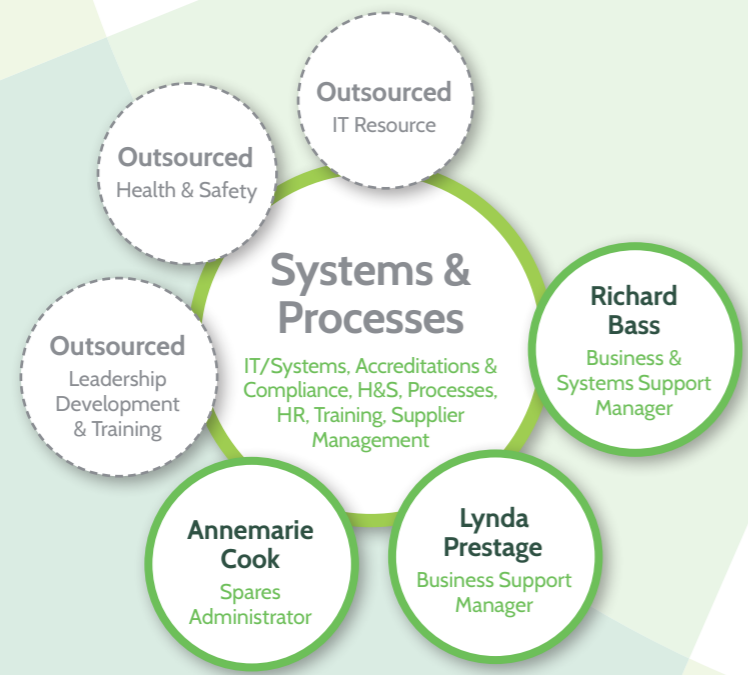 Outsourced
IT Resource
Outsourced
Health & Safety
Systems &
Processes
IT/Systems, Accreditations &
Compliance, H&S, Processes,
HR, Training, Supplier
Management
Richard
Bass
Business &
Systems Support
Manager
Outsourced
Leadership
Development
& Training
Annemarie
Cook
Spares
Administrator
Lynda
Prestage
Business Support
Manager